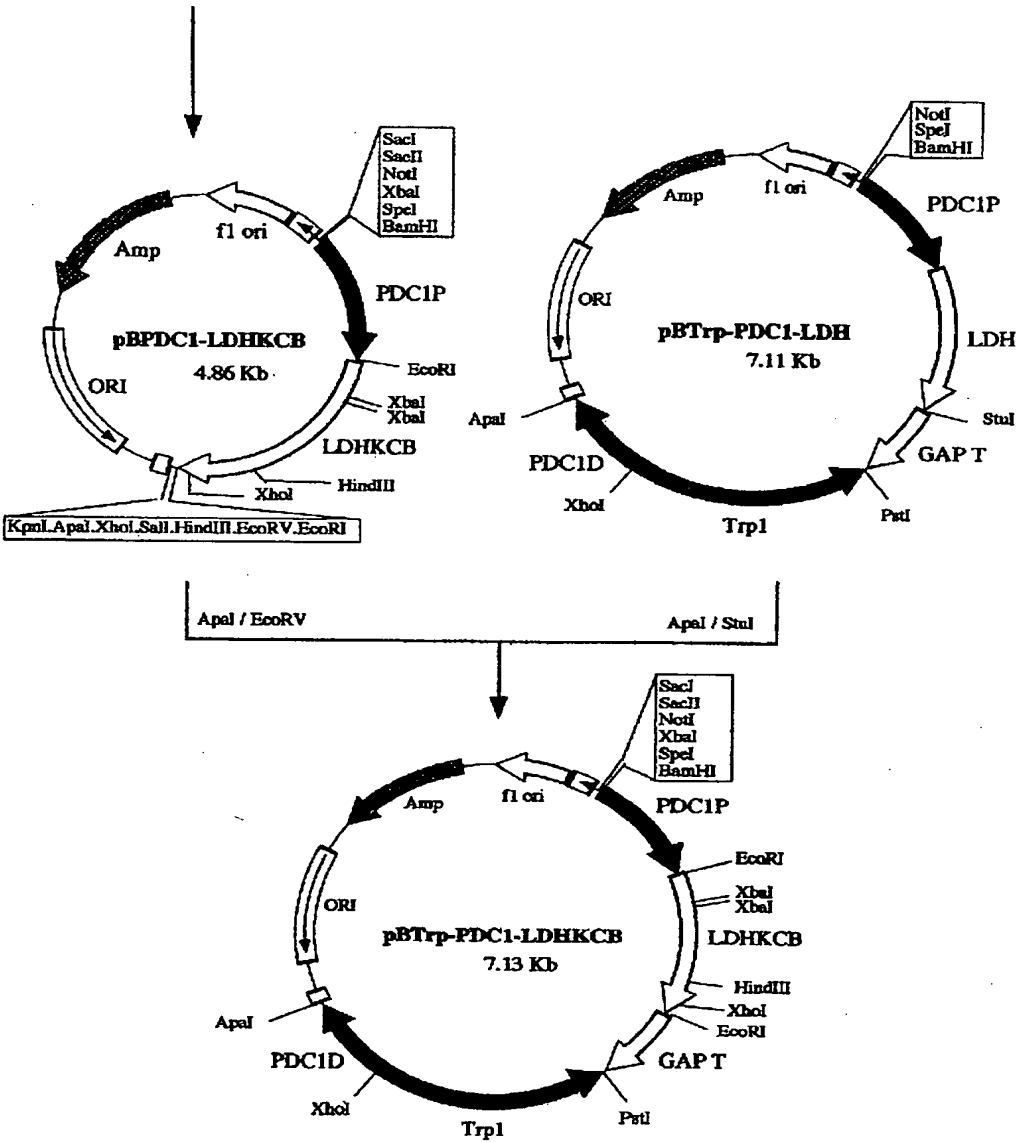 SacI
SacII
NotI
XbaI
SpeI
BamHI
Amp
f1 ori
PDC1P
pBPDC1-LDHKCB
4.86 Kb
EcoRI
XbaI
XbaI
ORI
LDHKCB
HindIII
XhoI
KpnI.ApaI.XhoI.SalI.HindIII.EcoRV.EcoRI
NotI
SpeI
BamHI
Amp
f1 ori
PDC1P
ORI
pBTrp-PDC1-LDH
7.11 Kb
LDH
ApaI
StuI
PDC1D
GAP T
XhoI
PstI
Trp1
ApaI / EcoRV
ApaI / StuI
SacI
SacII
NotI
XbaI
SpeI
BamHI
Amp
f1 ori
PDC1P
EcoRI
XbaI
XbaI
ORI
pBTrp-PDC1-LDHKCB
7.13 Kb
LDHKCB
HindIII
XhoI
EcoRI
ApaI
PDC1D
GAP T
XhoI
PstI
Trp1